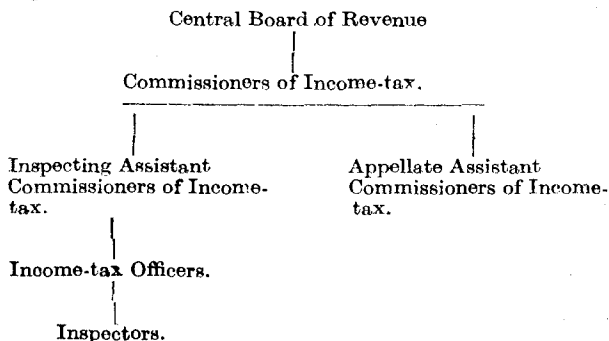 Central Board of Revenue
Commissioners of Income-tax.
Inspecting Assistant
Commissioners of Income-
tax.
Appellate Assistant
Commissioners of Income-
tax.
Income-tax Officers.
Inspectors.